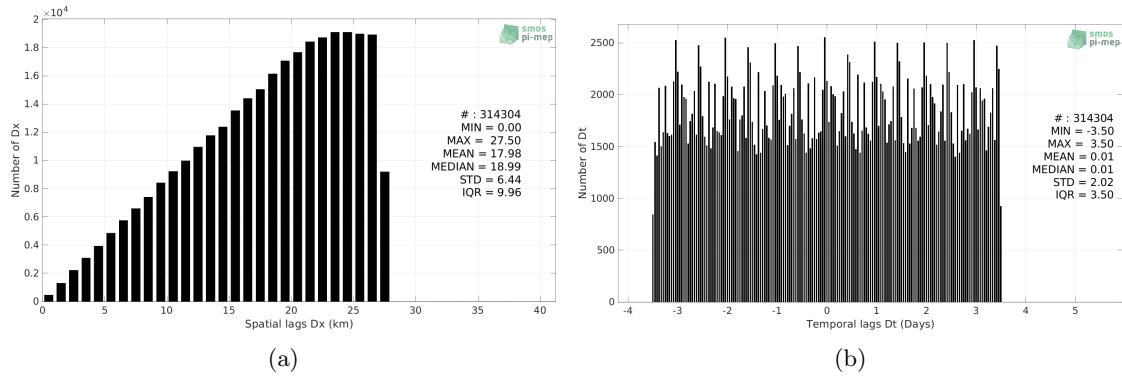 2 ×10⁴
1.8
1.6
1.4
1.2
1
0.8
0.6
0.4
0.2
0
Number of Dx
0 5 10 15 20 25 30 35 40
Spatial lags Dx (km)
smos
pi-mep
# : 314304
MIN = 0.00
MAX = 27.50
MEAN = 17.98
MEDIAN = 18.99
STD = 6.44
IQR = 9.96
(a)
2500
2000
1500
1000
500
0
Number of Dt
-4 -3 -2 -1 0 1 2 3 4 5
Temporal lags Dt (Days)
smos
pi-mep
# : 314304
MIN = -3.50
MAX = 3.50
MEAN = 0.01
MEDIAN = 0.01
STD = 2.02
IQR = 3.50
(b)